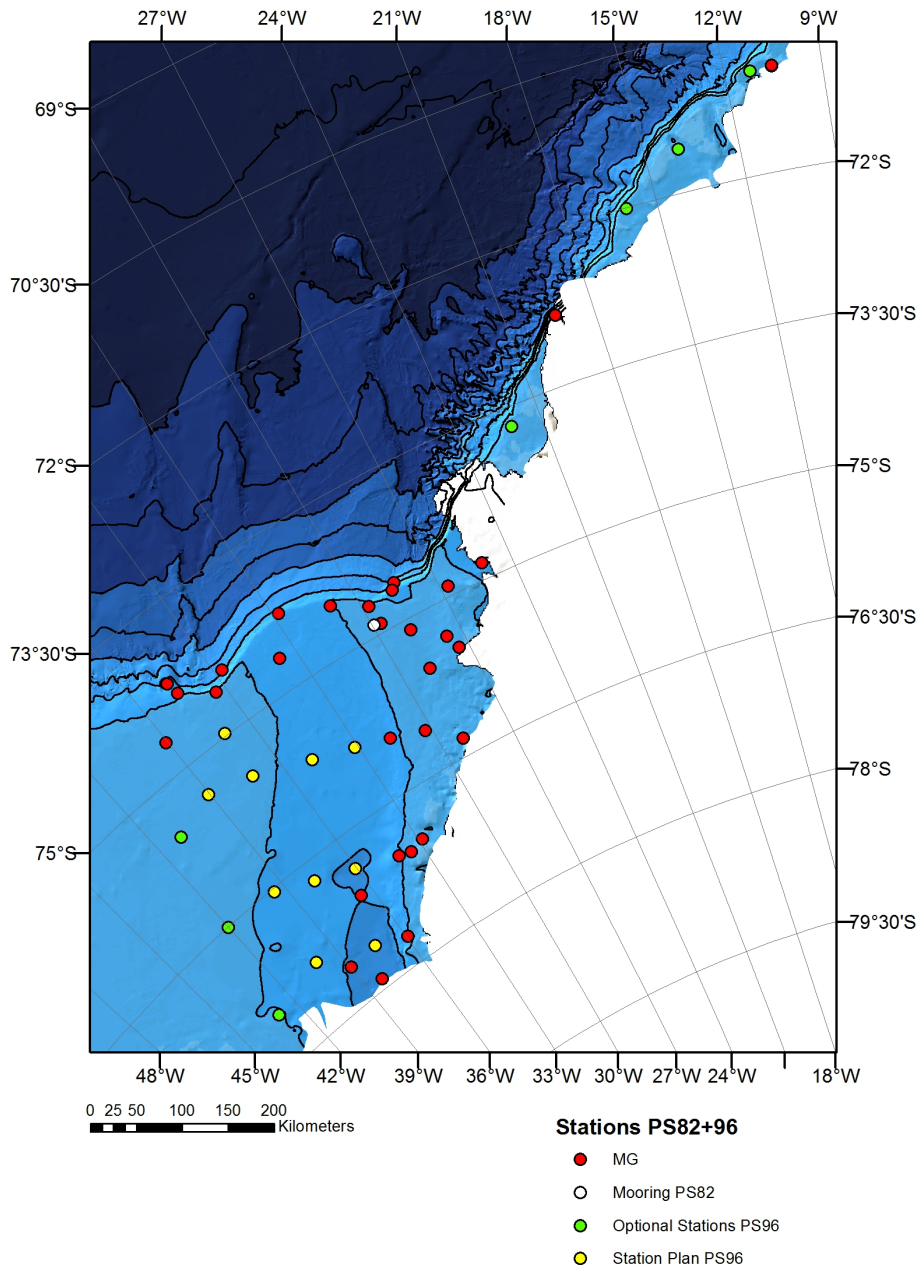 27°W 24°W 21°W 18°W 15°W 12°W 9°W
69°S
72°S
70°30'S
73°30'S
72°S
75°S
76°30'S
73°30'S
78°S
75°S
79°30'S
48°W 45°W 42°W 39°W 36°W 33°W 30°W 27°W 24°W 18°W
0 25 50 100 150 200
Kilometers
Stations PS82+96
MG
Mooring PS82
Optional Stations PS96
Station Plan PS96